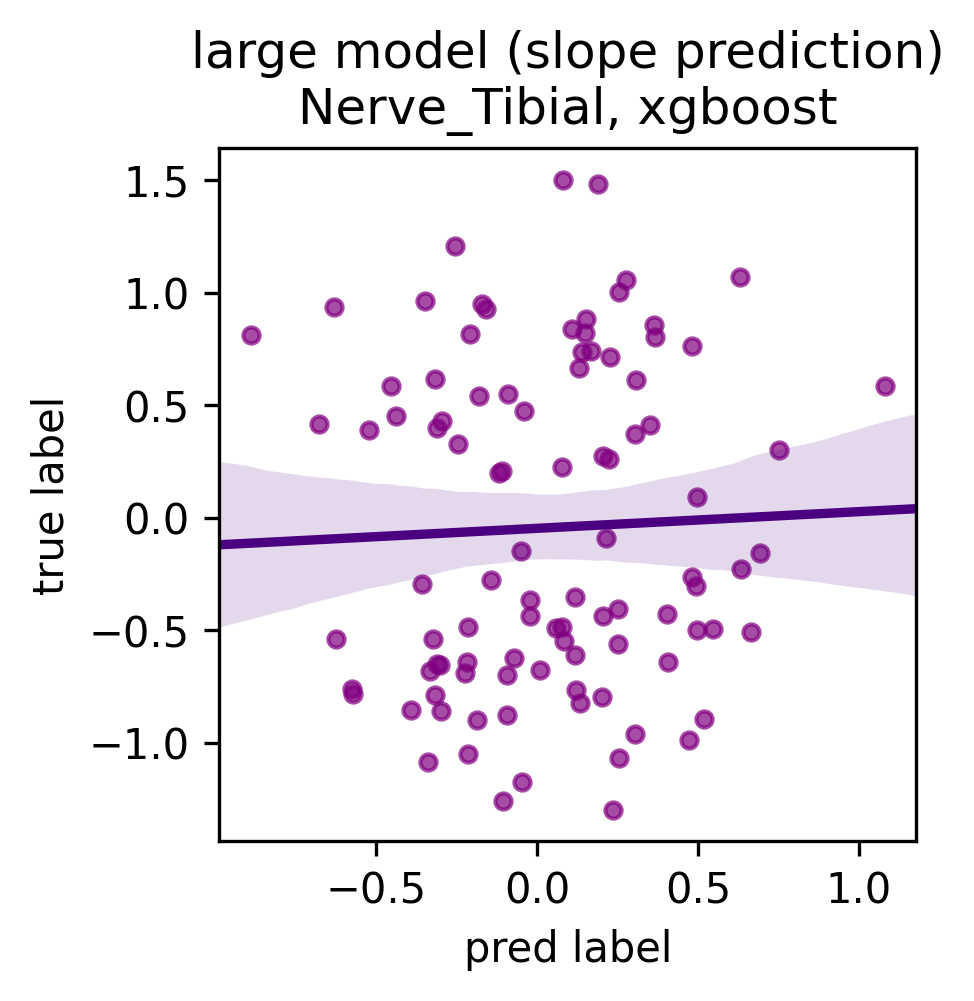 large model (slope prediction)
Nerve_Tibial, xgboost
1.5
1.0
0.5
0.0
−0.5
−1.0
true label
−0.5
0.0
0.5
1.0
pred label